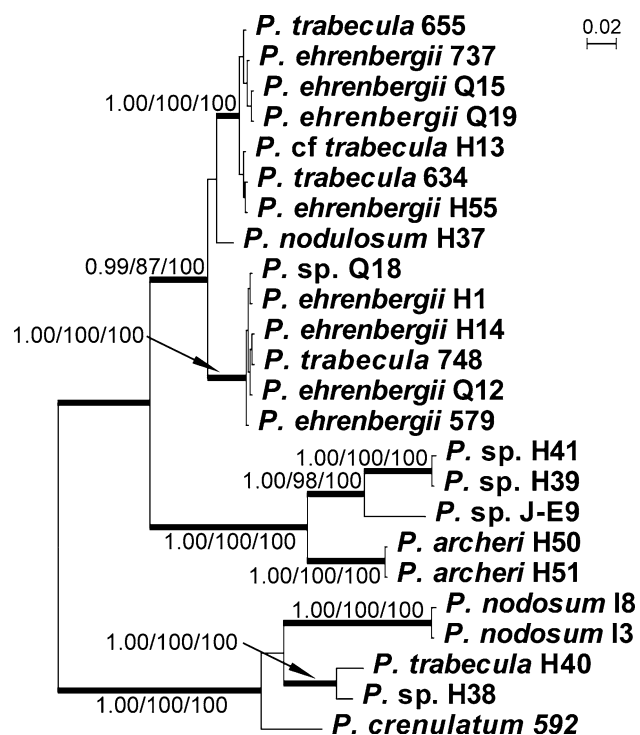 P. trabecula 655
0.02
P. ehrenbergii 737
P. ehrenbergii Q15
1.00/100/100
P. ehrenbergii Q19
P. cf trabecula H13
P. trabecula 634
P. ehrenbergii H55
P. nodulosum H37
0.99/87/100
P. sp. Q18
P. ehrenbergii H1
1.00/100/100
P. ehrenbergii H14
P. trabecula 748
P. ehrenbergii Q12
P. ehrenbergii 579
P. sp. H41
1.00/100/100
P. sp. H39
1.00/98/100
P. sp. J-E9
1.00/100/100
P. archeri H50
P. archeri H51
1.00/100/100
P. nodosum I8
1.00/100/100
P. nodosum I3
1.00/100/100
P. trabecula H40
P. sp. H38
1.00/100/100
P. crenulatum 592